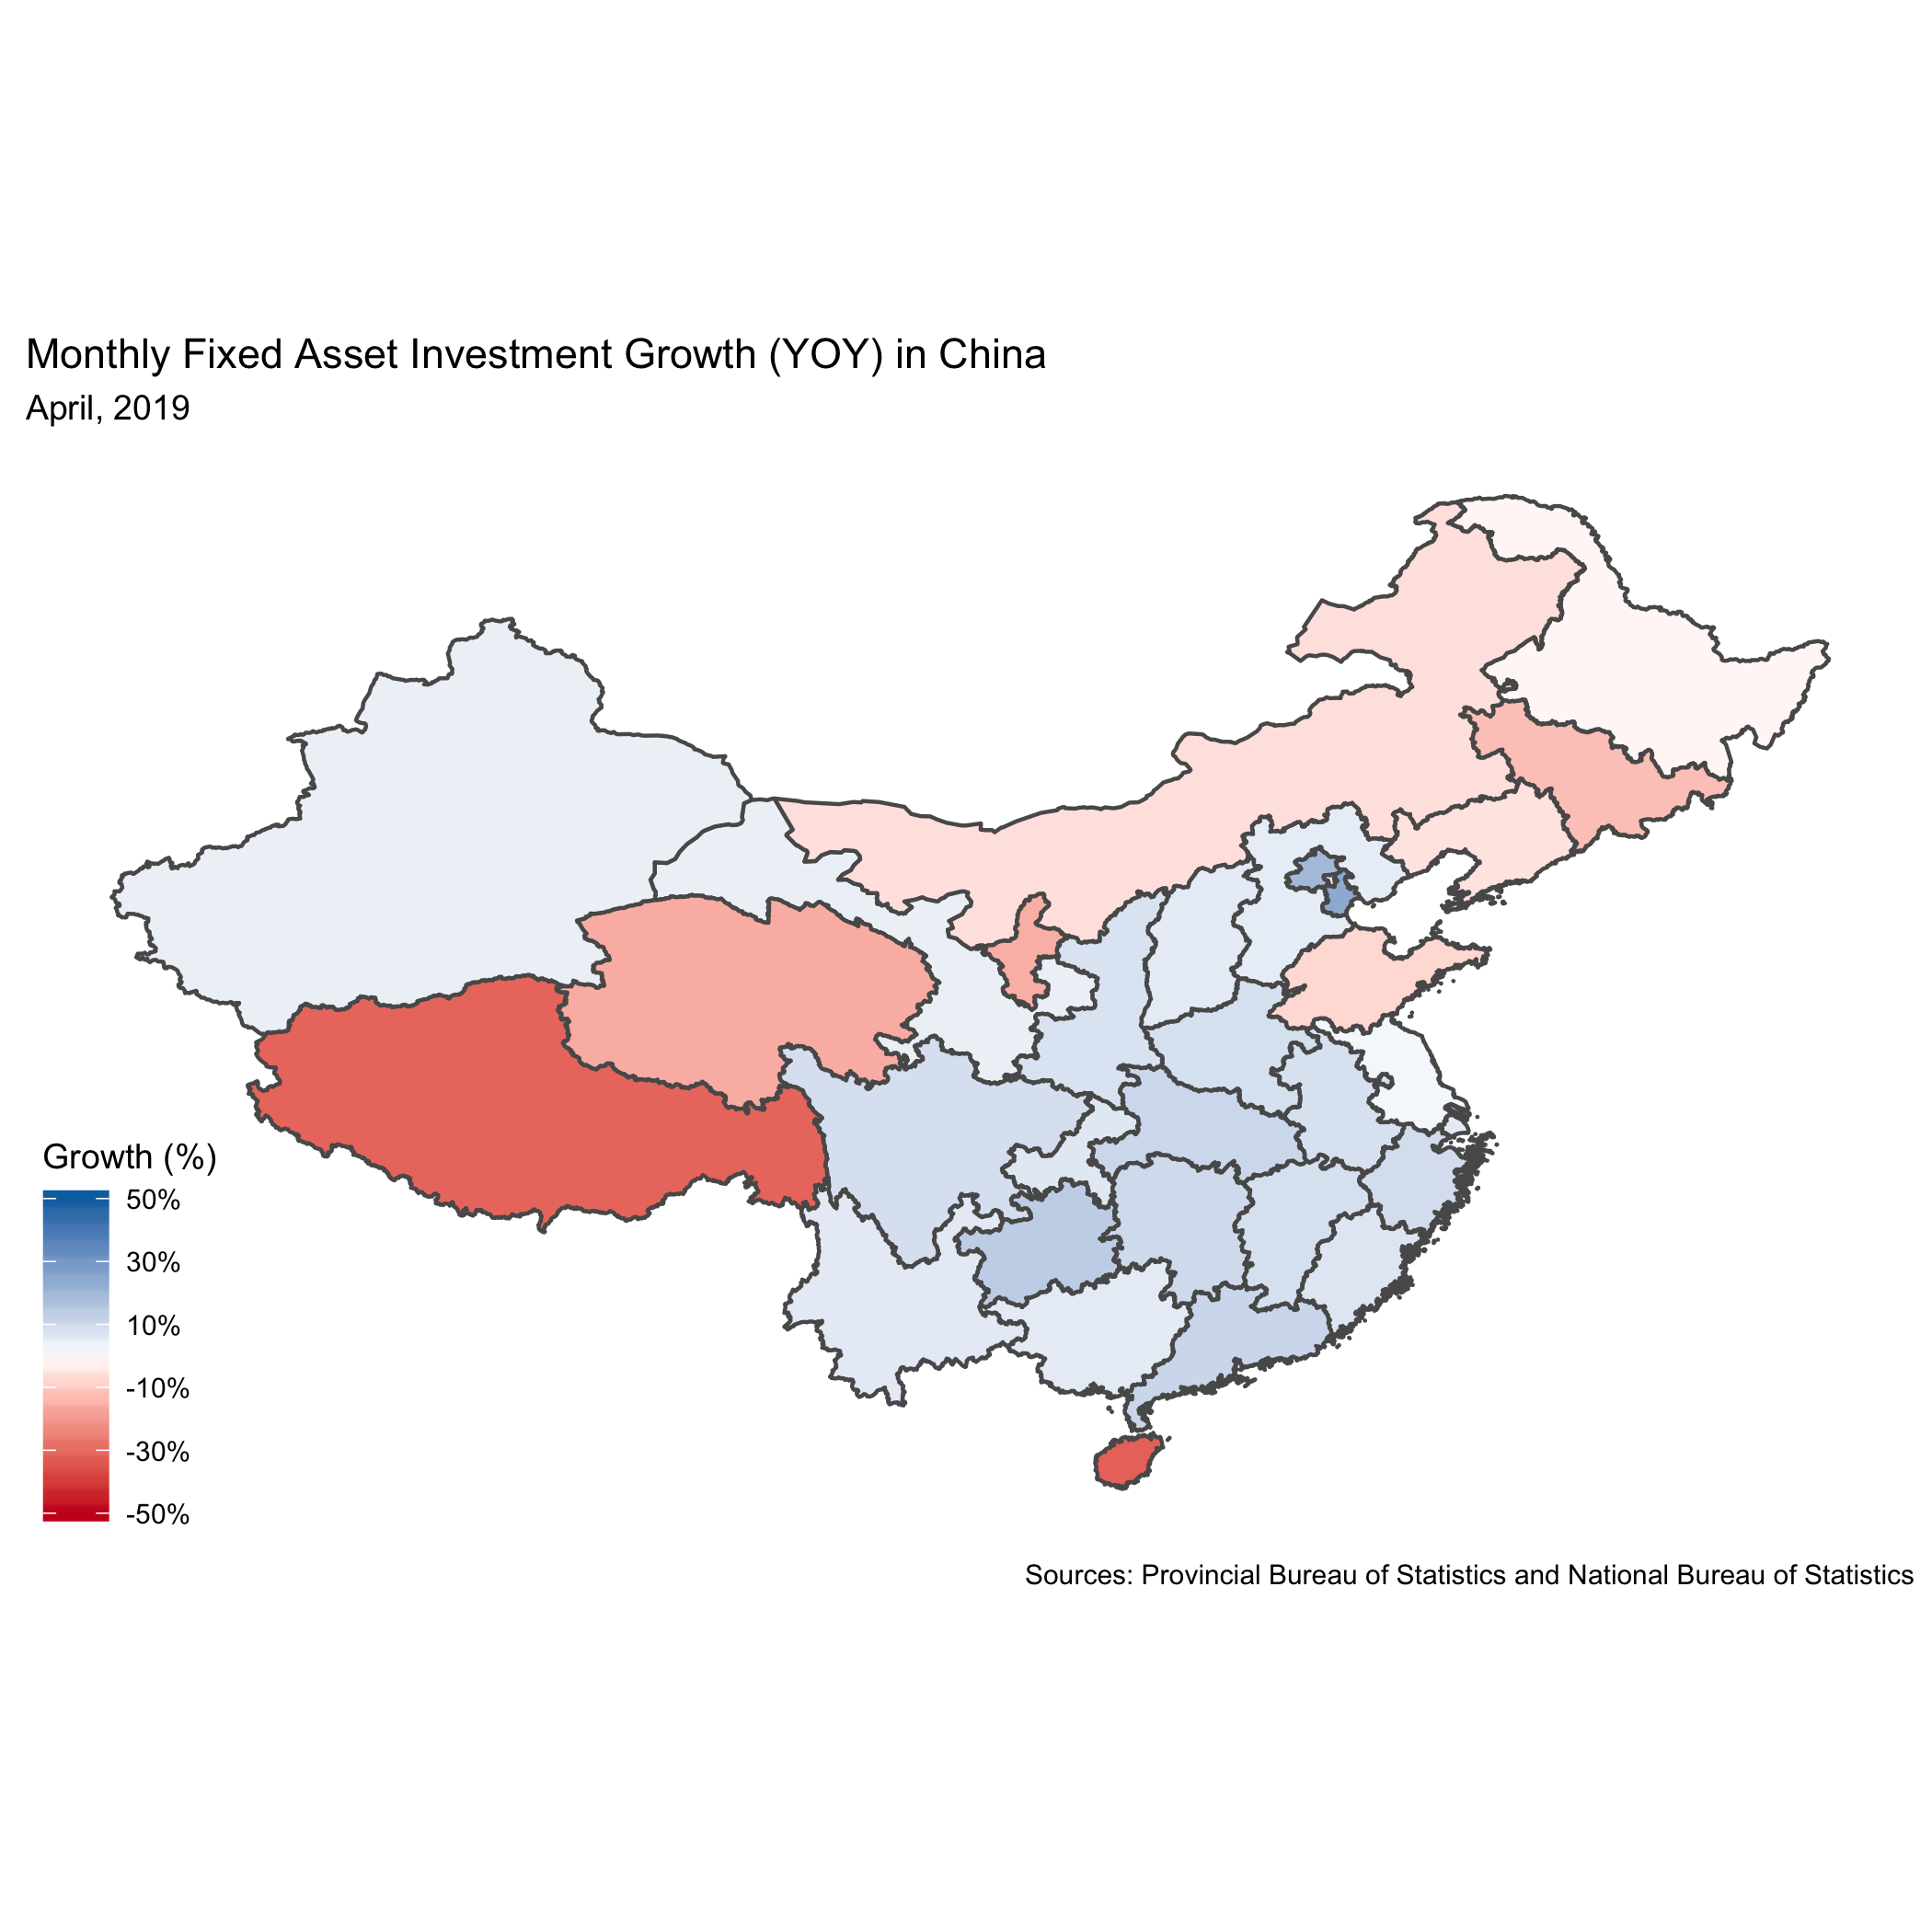 Monthly Fixed Asset Investment Growth (YOY) in China
April, 2019
Growth (%)
50%
30%
10%
-10%
-30%
-50%
Sources: Provincial Bureau of Statistics and National Bureau of Statistics